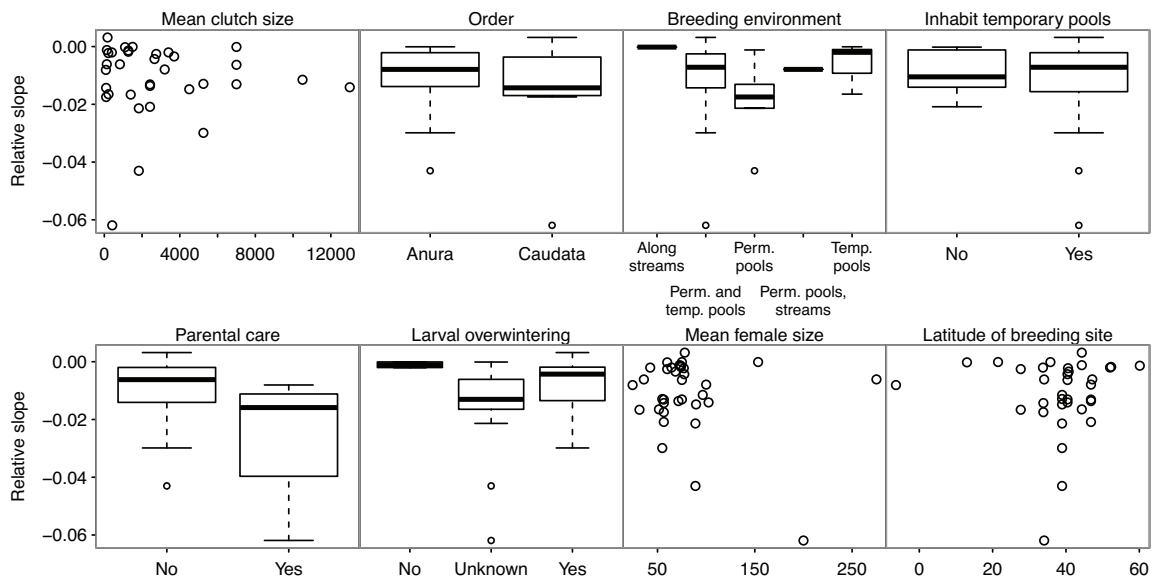 Mean clutch size Order Breeding environment Inhabit temporary pools
0.00
−0.02
−0.04
−0.06
Relative slope
0 4000 8000 12000 Anura Caudata Along streams Perm. pools Temp. pools No Yes
Perm. and temp. pools Perm. pools, streams
Parental care Larval overwintering Mean female size Latitude of breeding site
0.00
−0.02
−0.04
−0.06
Relative slope
No Yes No Unknown Yes 50 150 250 0 20 40 60